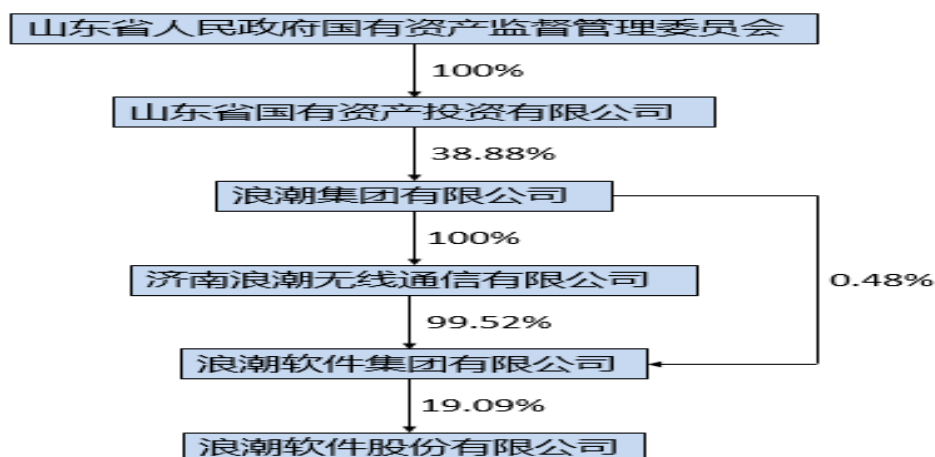 山东省人民政府国有资产监督管理委员会
100%
山东省国有资产投资有限公司
38.88%
浪潮集团有限公司
100%
济南浪潮无线通信有限公司
0.48%
99.52%
浪潮软件集团有限公司
19.09%
浪潮软件股份有限公司